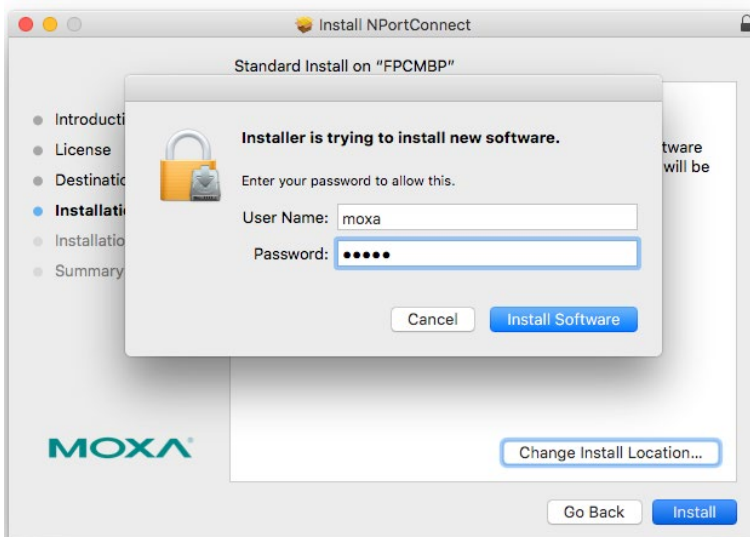 Install NPortConnect
Standard Install on "FPCMBP"
Introducti
License
Destinatio
Installati
Installatio
Summary
tware
will be
Installer is trying to install new software.
Enter your password to allow this.
User Name: moxa
Password: •••••
Cancel Install Software
MOXA
Change Install Location...
Go Back Install